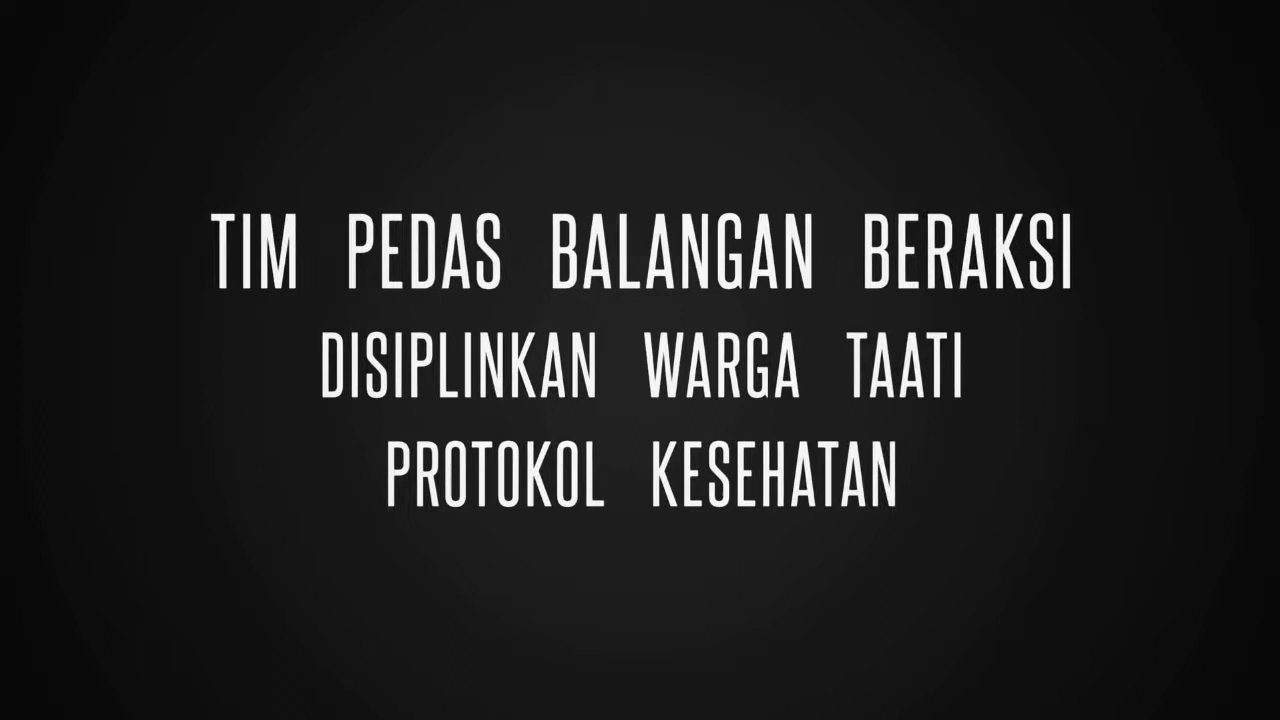 TIM PEDAS BALANGAN BERAKSI
DISIPLINKAN WARGA TAATI
PROTOKOL KESEHATAN